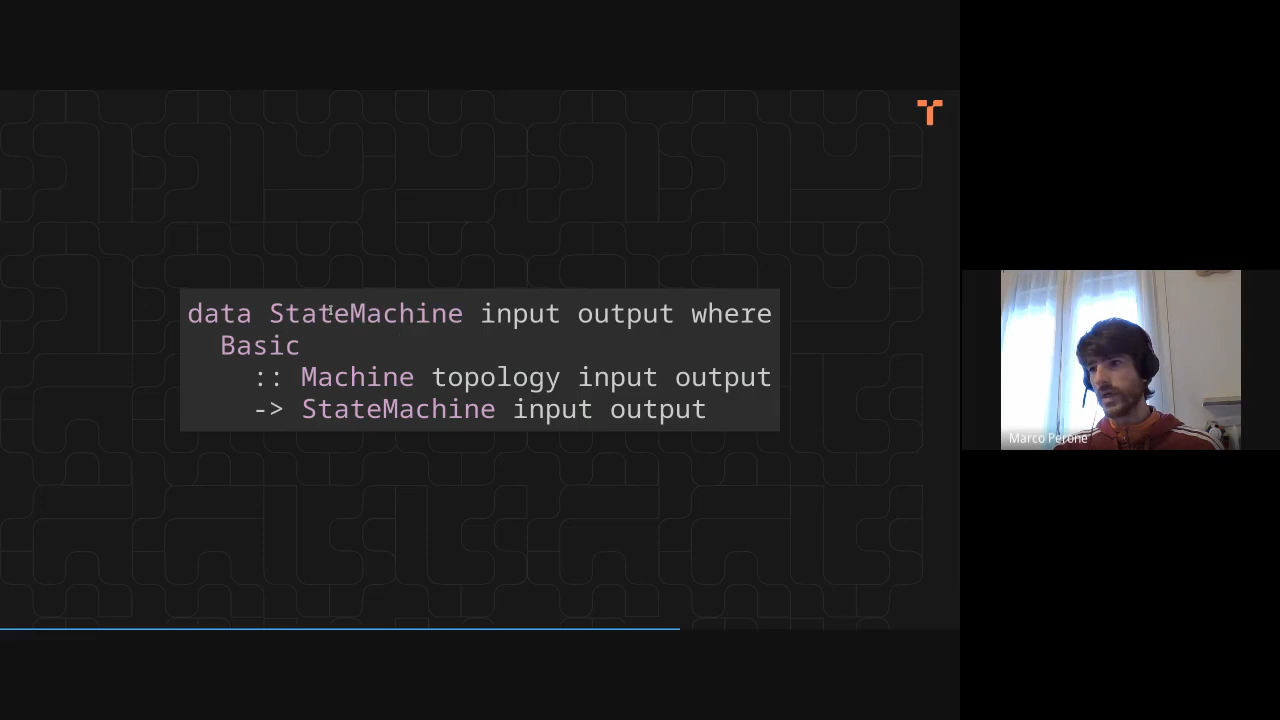 data StateMachine input output where
Basic
:: Machine topology input output
-> StateMachine input output
Marco Perone